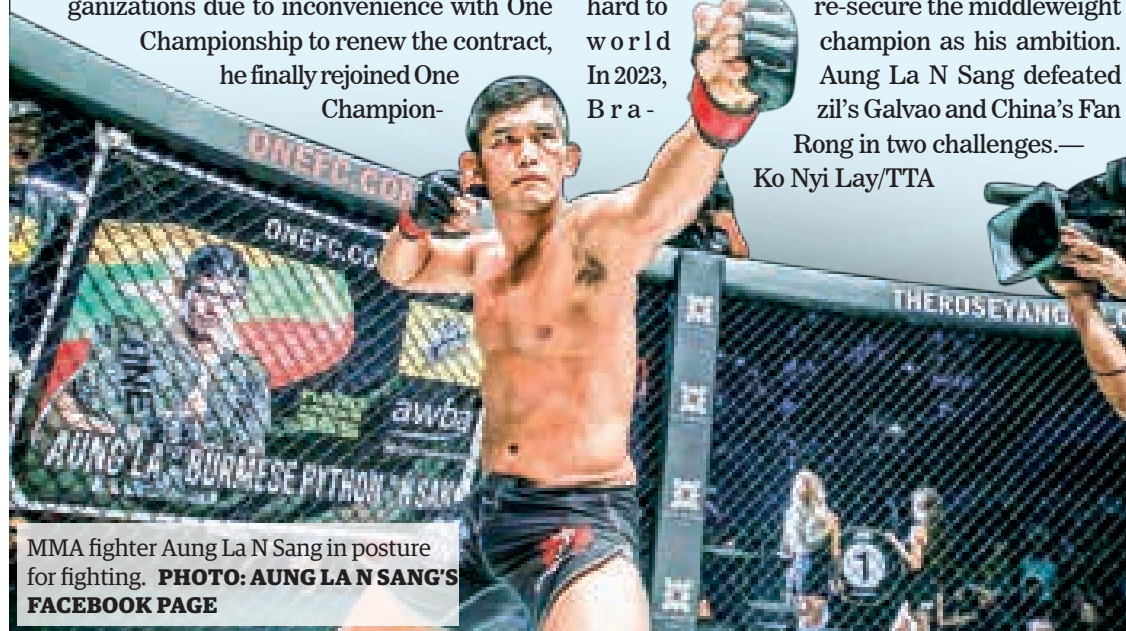 ganizations due to inconvenience with One
Championship to renew the contract,
he finally rejoined One
Champion-
hard to re-secure the middleweight
world champion as his ambition.
In 2023, Aung La N Sang defeated
Bra- zil’s Galvao and China’s Fan
Rong in two challenges.—
Ko Nyi Lay/TTA
ONEFC.COM
ONEFC.CO
ONE
awba
AUNG LA "BURMESE PYTHON" N SANG
THEROSEYANG
1
MMA fighter Aung La N Sang in posture
for fighting. PHOTO: AUNG LA N SANG’S
FACEBOOK PAGE